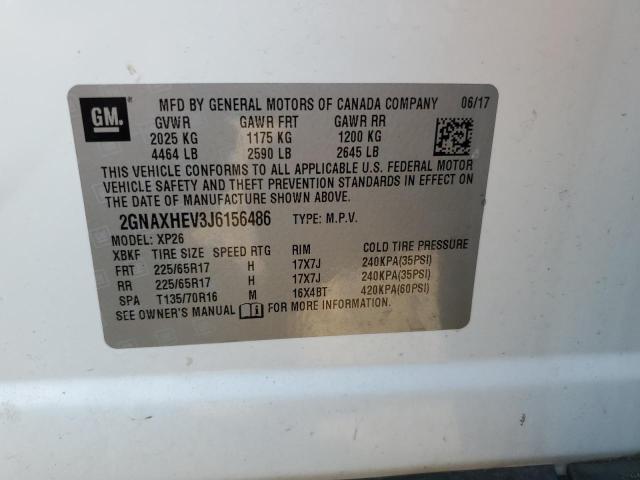 GM MFD BY GENERAL MOTORS OF CANADA COMPANY 06/17
GVWR GAWR FRT GAWR RR
2025 KG 1175 KG 1200 KG
4464 LB 2590 LB 2645 LB
THIS VEHICLE CONFORMS TO ALL APPLICABLE U.S. FEDERAL MOTOR
VEHICLE SAFETY AND THEFT PREVENTION STANDARDS IN EFFECT ON
THE DATE OF MANUFACTURE SHOWN ABOVE.
2GNAXHEV3J6156486 TYPE: M.P.V.
MODEL: XP26
XBKF TIRE SIZE SPEED RTG RIM COLD TIRE PRESSURE
FRT 225/65R17 H 17X7J 240KPA(35PSI)
RR 225/65R17 H 17X7J 240KPA(35PSI)
SPA T135/70R16 M 16X4BT 420KPA(60PSI)
SEE OWNER'S MANUAL FOR MORE INFORMATION.